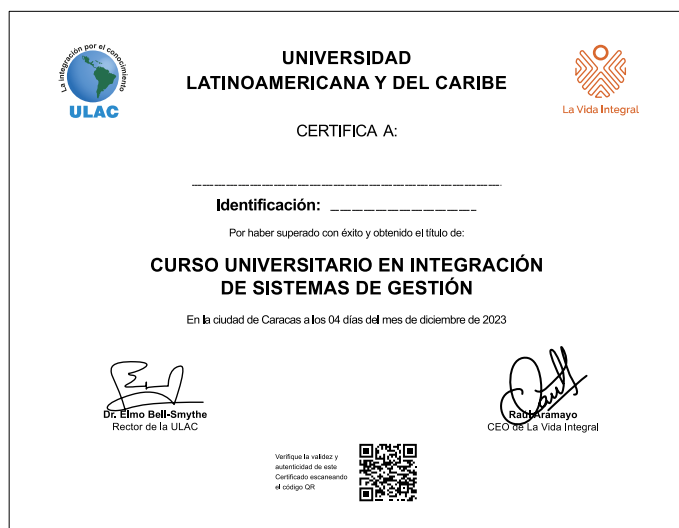 La integración por el conocimiento
ULAC
UNIVERSIDAD
LATINOAMERICANA Y DEL CARIBE
La Vida Integral
CERTIFICA A:
Identificación:
Por haber superado con éxito y obtenido el título de:
CURSO UNIVERSITARIO EN INTEGRACIÓN
DE SISTEMAS DE GESTIÓN
En la ciudad de Caracas a los 04 días del mes de diciembre de 2023
Dr. Elmo Bell-Smythe
Rector de la ULAC
Raúl Aramayo
CEO de La Vida Integral
Verifique la validez y
autenticidad de este
Certificado escaneando
el código QR